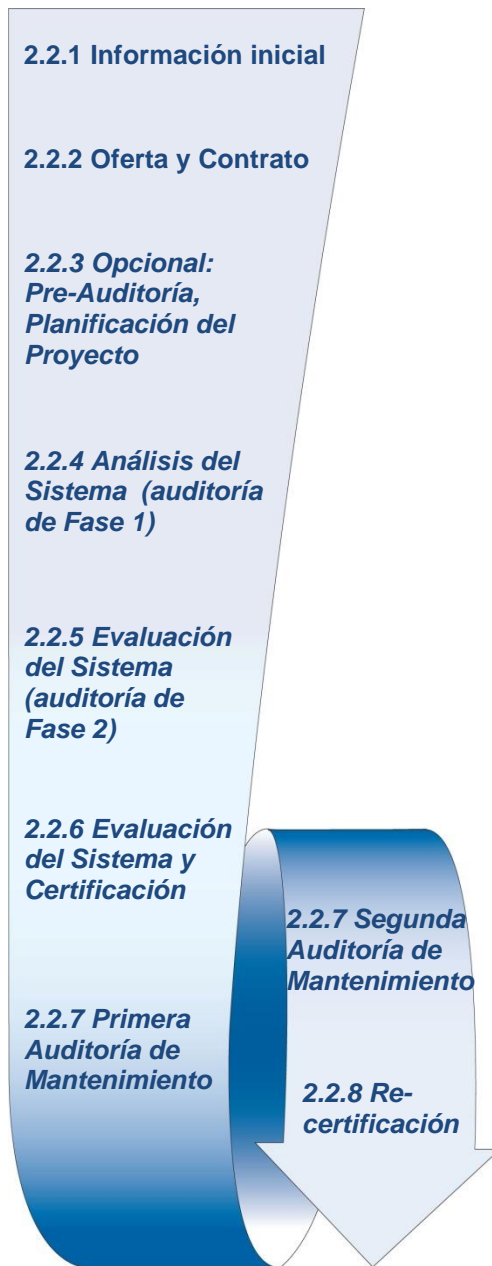 2.2.1 Información inicial
2.2.2 Oferta y Contrato
2.2.3 Opcional:
Pre-Auditoría,
Planificación del
Proyecto
2.2.4 Análisis del
Sistema (auditoría
de Fase 1)
2.2.5 Evaluación
del Sistema
(auditoría de
Fase 2)
2.2.6 Evaluación
del Sistema y
Certificación
2.2.7 Primera
Auditoría de
Mantenimiento
2.2.7 Segunda
Auditoría de
Mantenimiento
2.2.8 Re-
certificación